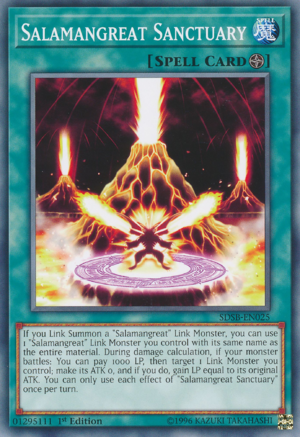 Salamangreat Sanctuary
SPELL
魔
[Spell Card]
SDSB-EN025
If you Link Summon a "Salamangreat" Link Monster, you can use
1 "Salamangreat" Link Monster you control with its same name as
the entire material. During damage calculation, if your monster
battles: You can pay 1000 LP, then target 1 Link Monster you
control; make its ATK 0, and if you do, gain LP equal to its original
ATK. You can only use each effect of "Salamangreat Sanctuary"
once per turn.
01295111 1st Edition ©1996 KAZUKI TAKAHASHI